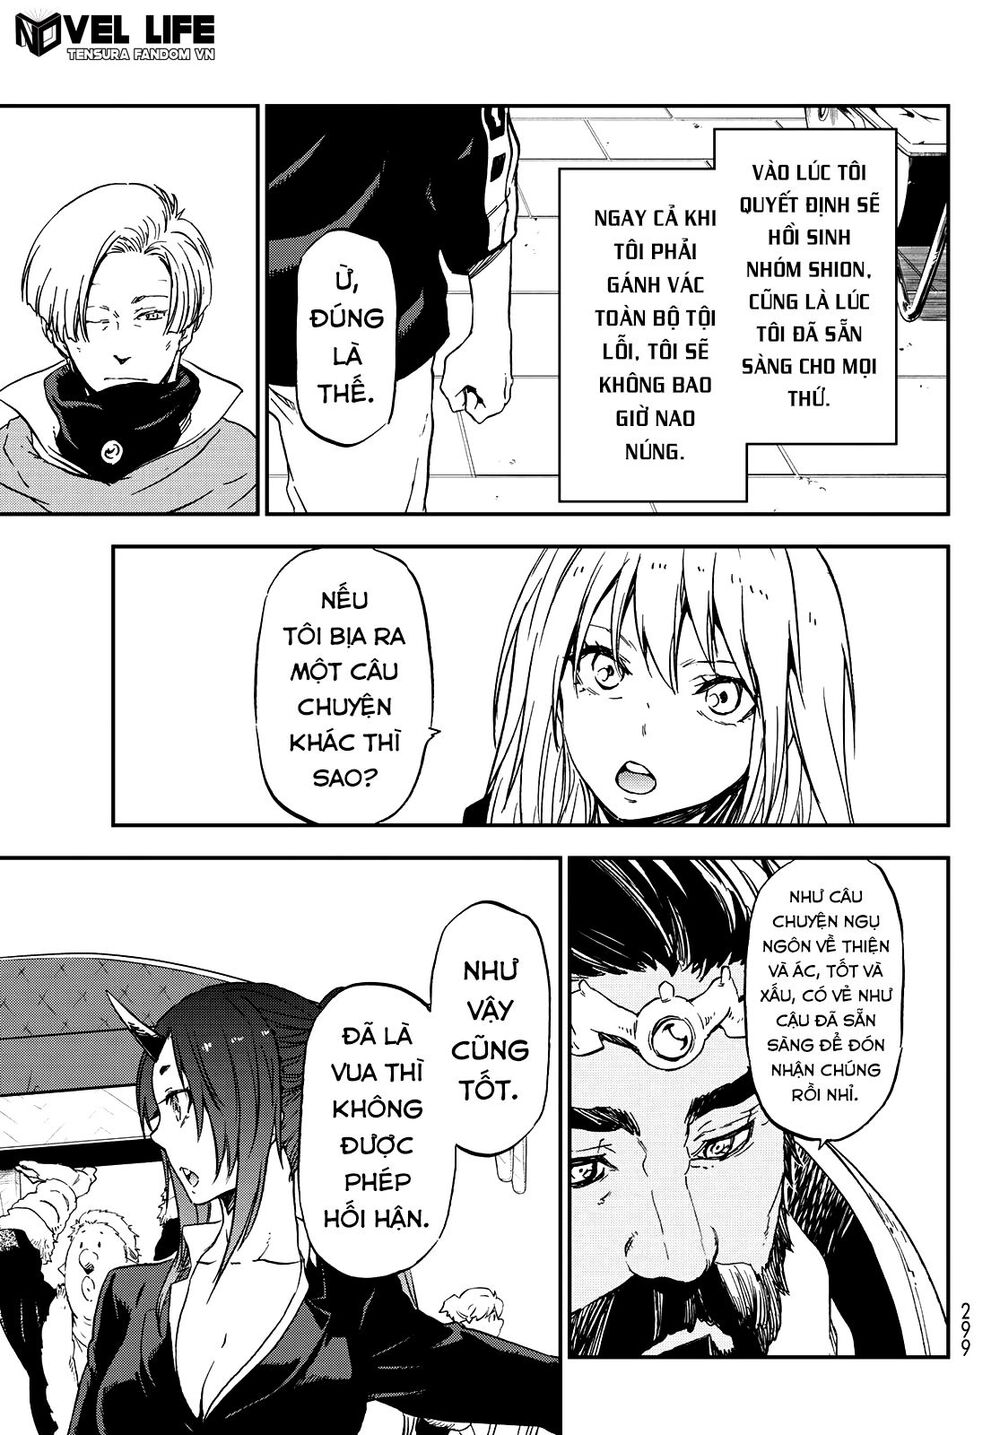 NOVEL LIFE
TENSURA FANDOM VN
VÀO LÚC TÔI
QUYẾT ĐỊNH SẼ
HỒI SINH
NHÓM SHION,
CŨNG LÀ LÚC
TÔI ĐÃ SẴN
SÀNG CHO MỌI
THỨ.
NGAY CẢ KHI
TÔI PHẢI
GÁNH VÁC
TOÀN BỘ TỘI
LỖI, TÔI SẼ
KHÔNG BAO
GIỜ NAO
NÚNG.
Ừ,
ĐÚNG
LÀ
THẾ.
NẾU
TÔI BỊA RA
MỘT CÂU
CHUYỆN
KHÁC THÌ
SAO?
NHƯ CÂU
CHUYỆN NGỤ
NGÔN VỀ THIỆN
VÀ ÁC, TỐT VÀ
XẤU, CÓ VẺ NHƯ
CẬU ĐÃ SẴN
SÀNG ĐỂ ĐÓN
NHẬN CHÚNG
RỒI NHỈ.
NHƯ
VẬY
CŨNG
TỐT.
ĐÃ LÀ
VUA THÌ
KHÔNG
ĐƯỢC
PHÉP
HỐI HẬN.
299